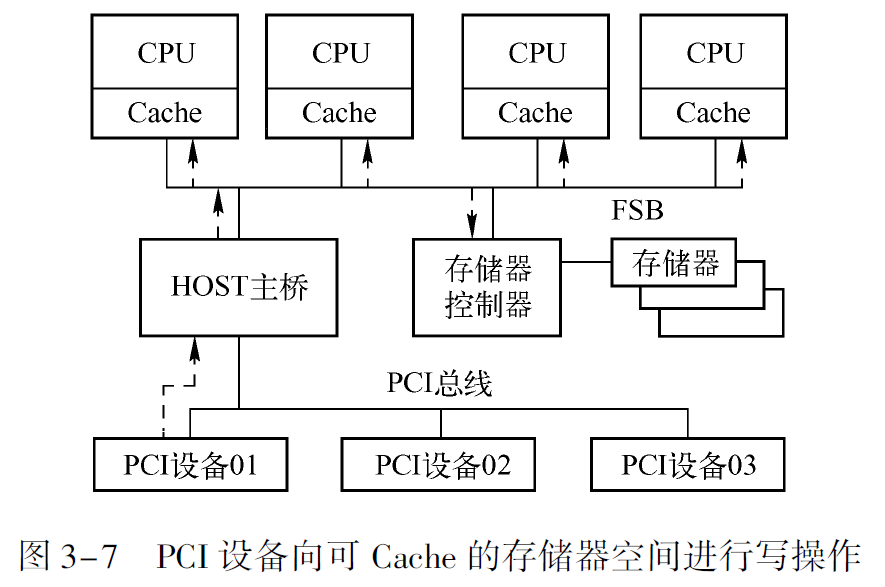 CPU CPU CPU CPU
Cache Cache Cache Cache
FSB
HOST主桥
存储器
控制器
存储器
PCI总线
PCI设备01 PCI设备02 PCI设备03
图 3-7 PCI 设备向可 Cache 的存储器空间进行写操作